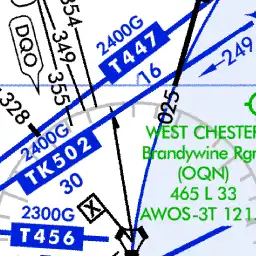 354
349
355
DQO
328
2400G
T447
16
249
025
2400G
TK502
30
2300G
T456
WEST CHESTER
Brandywine Rgn
(OQN)
465 L 33
AWOS-3T 121.